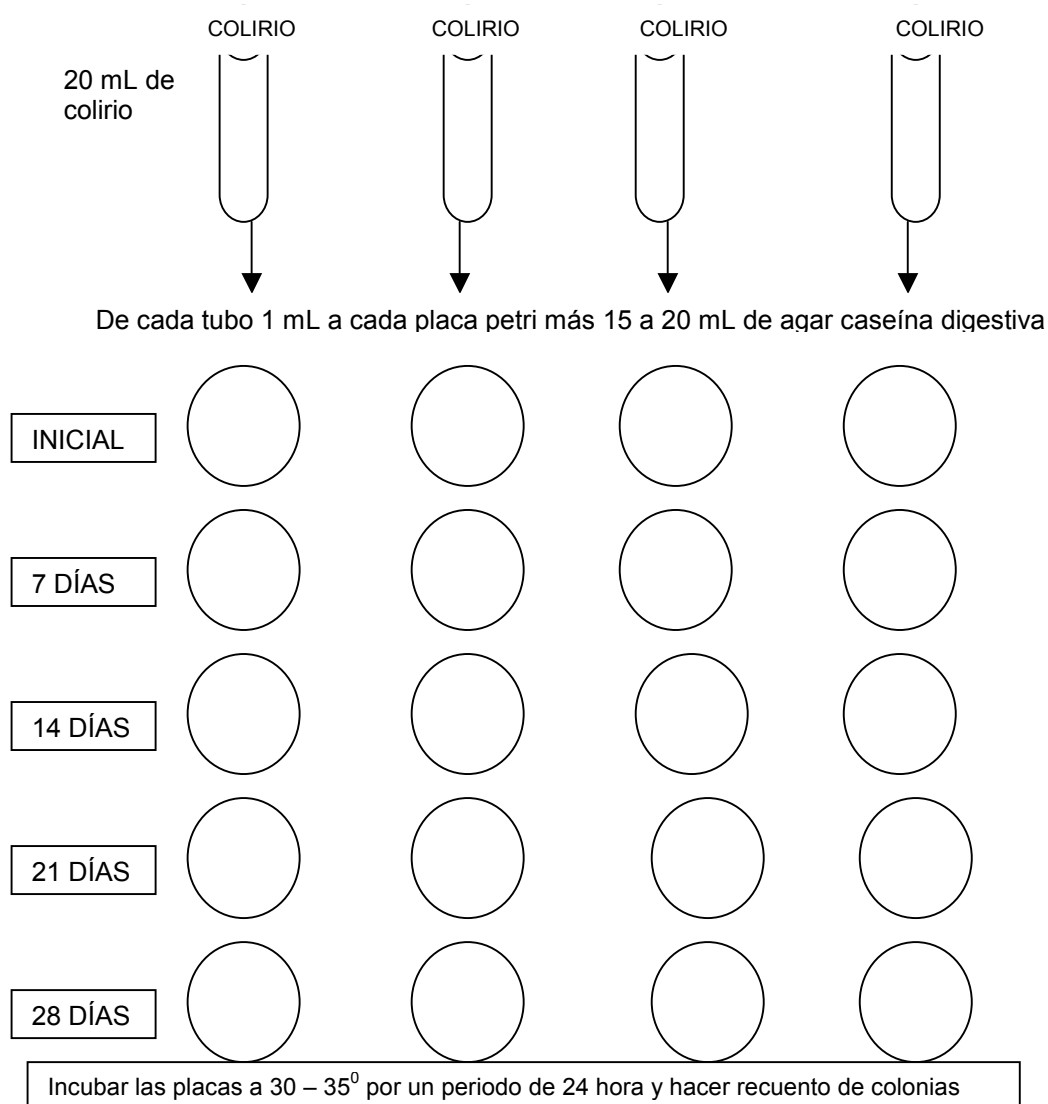 COLIRIO COLIRIO COLIRIO COLIRIO
20 mL de
colirio
De cada tubo 1 mL a cada placa petri más 15 a 20 mL de agar caseína digestiva
INICIAL
7 DÍAS
14 DÍAS
21 DÍAS
28 DÍAS
Incubar las placas a 30 – 35⁰ por un periodo de 24 hora y hacer recuento de colonias